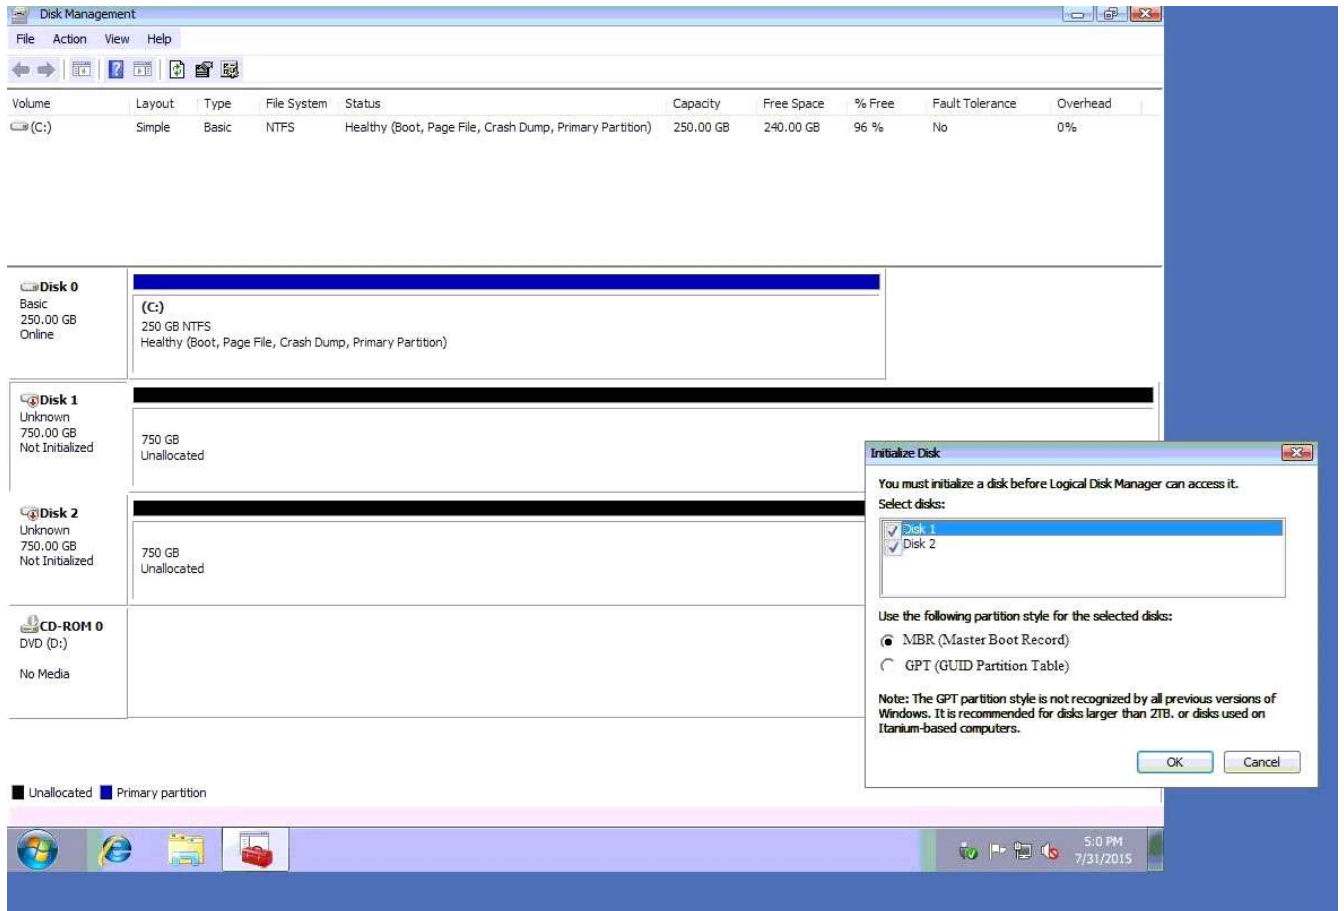 Disk Management
File Action View Help
Volume Layout Type File System Status Capacity Free Space % Free Fault Tolerance Overhead
(C:) Simple Basic NTFS Healthy (Boot, Page File, Crash Dump, Primary Partition) 250.00 GB 240.00 GB 96 % No 0%
Disk 0
Basic
250.00 GB
Online
(C:)
250 GB NTFS
Healthy (Boot, Page File, Crash Dump, Primary Partition)
Disk 1
Unknown
750.00 GB
Not Initialized
750 GB
Unallocated
Disk 2
Unknown
750.00 GB
Not Initialized
750 GB
Unallocated
CD-ROM 0
DVD (D:)
No Media
Unallocated Primary partition
Initialize Disk
You must initialize a disk before Logical Disk Manager can access it.
Select disks:
Disk 1
Disk 2
Use the following partition style for the selected disks:
MBR (Master Boot Record)
GPT (GUID Partition Table)
Note: The GPT partition style is not recognized by all previous versions of
Windows. It is recommended for disks larger than 2TB. or disks used on
Itanium-based computers.
OK Cancel
5:0 PM
7/31/2015